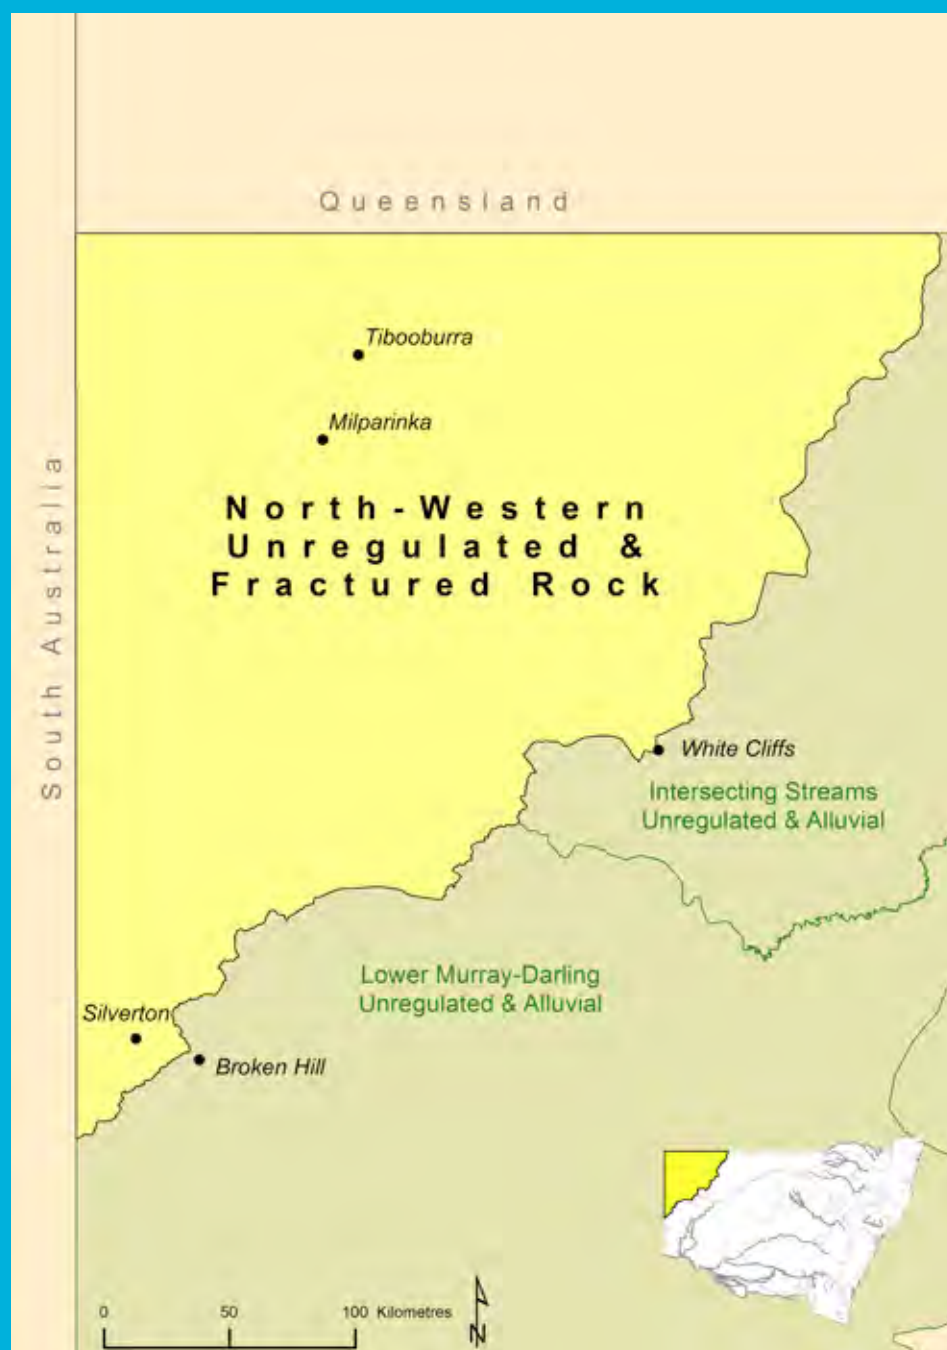 Queensland
Tibooburra
Milparinka
South Australia
North-Western
Unregulated &
Fractured Rock
White Cliffs
Intersecting Streams
Unregulated & Alluvial
Lower Murray-Darling
Unregulated & Alluvial
Silverton
Broken Hill
0 50 100 Kilometres
N